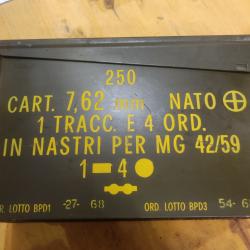 250
CART. 7,62 mm NATO
1 TRACC. E 4 ORD.
IN NASTRI PER MG 42/59
1-4
R. LOTTO BPD1 -27- 68 ORD. LOTTO BPD3 54-6